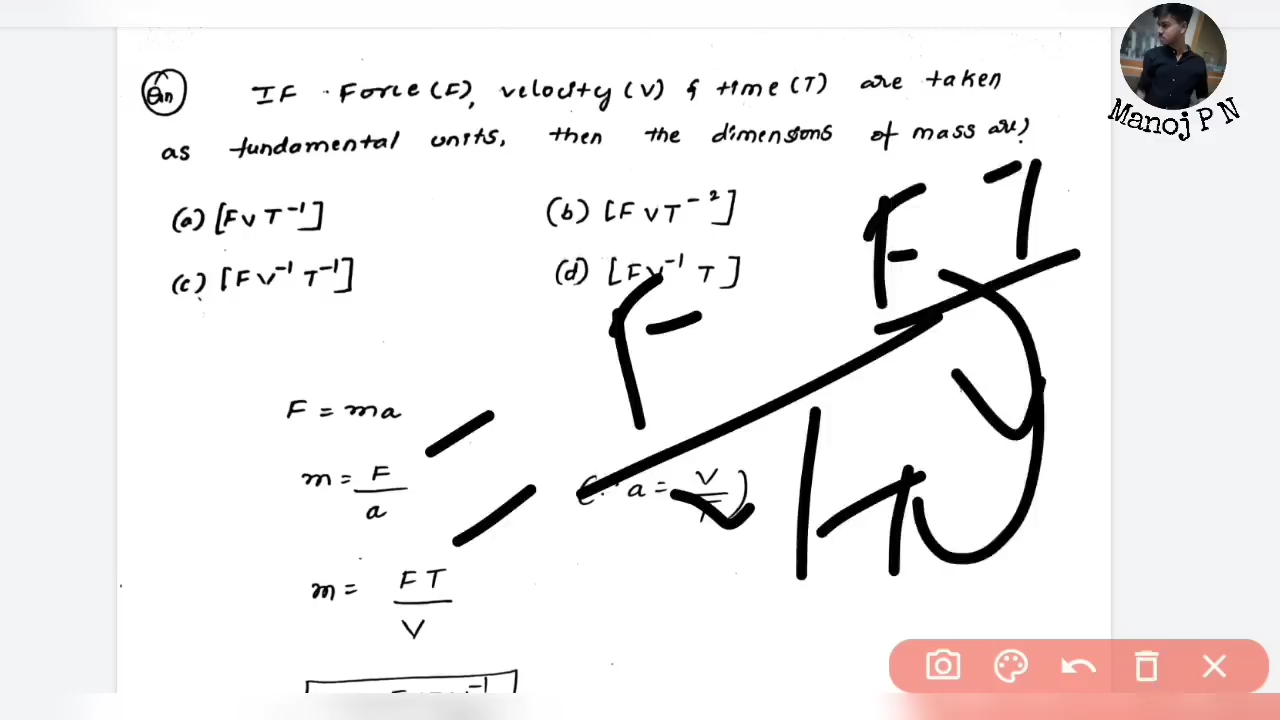 Qn IF Force (F), velocity (V) & time (T) are taken
as fundamental units, then the dimensions of mass are?
(a) [F V T⁻¹] (b) [F V T⁻²]
(c) [F V⁻¹ T⁻¹] (d) [F V⁻¹ T]
F = ma
m = F/a (∵ a = V/T)
m = FT/V
Manoj P N